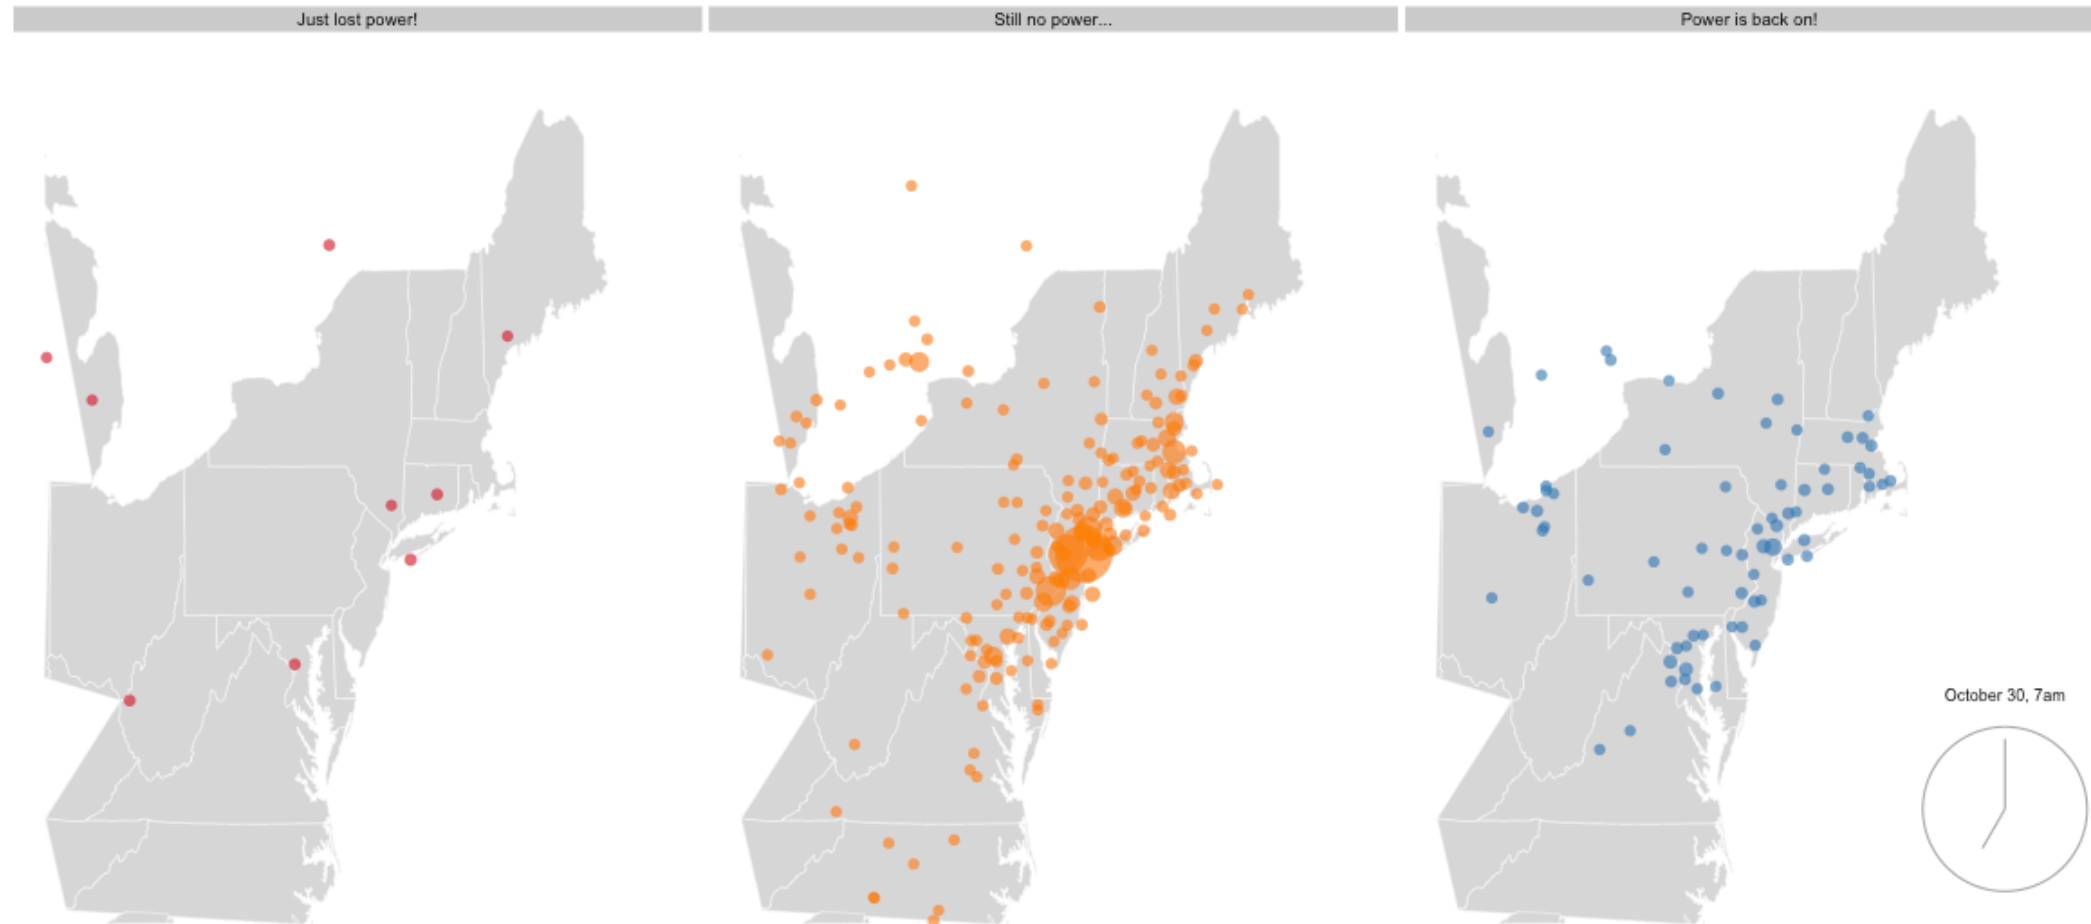 Just lost power!
Still no power...
Power is back on!
October 30, 7am